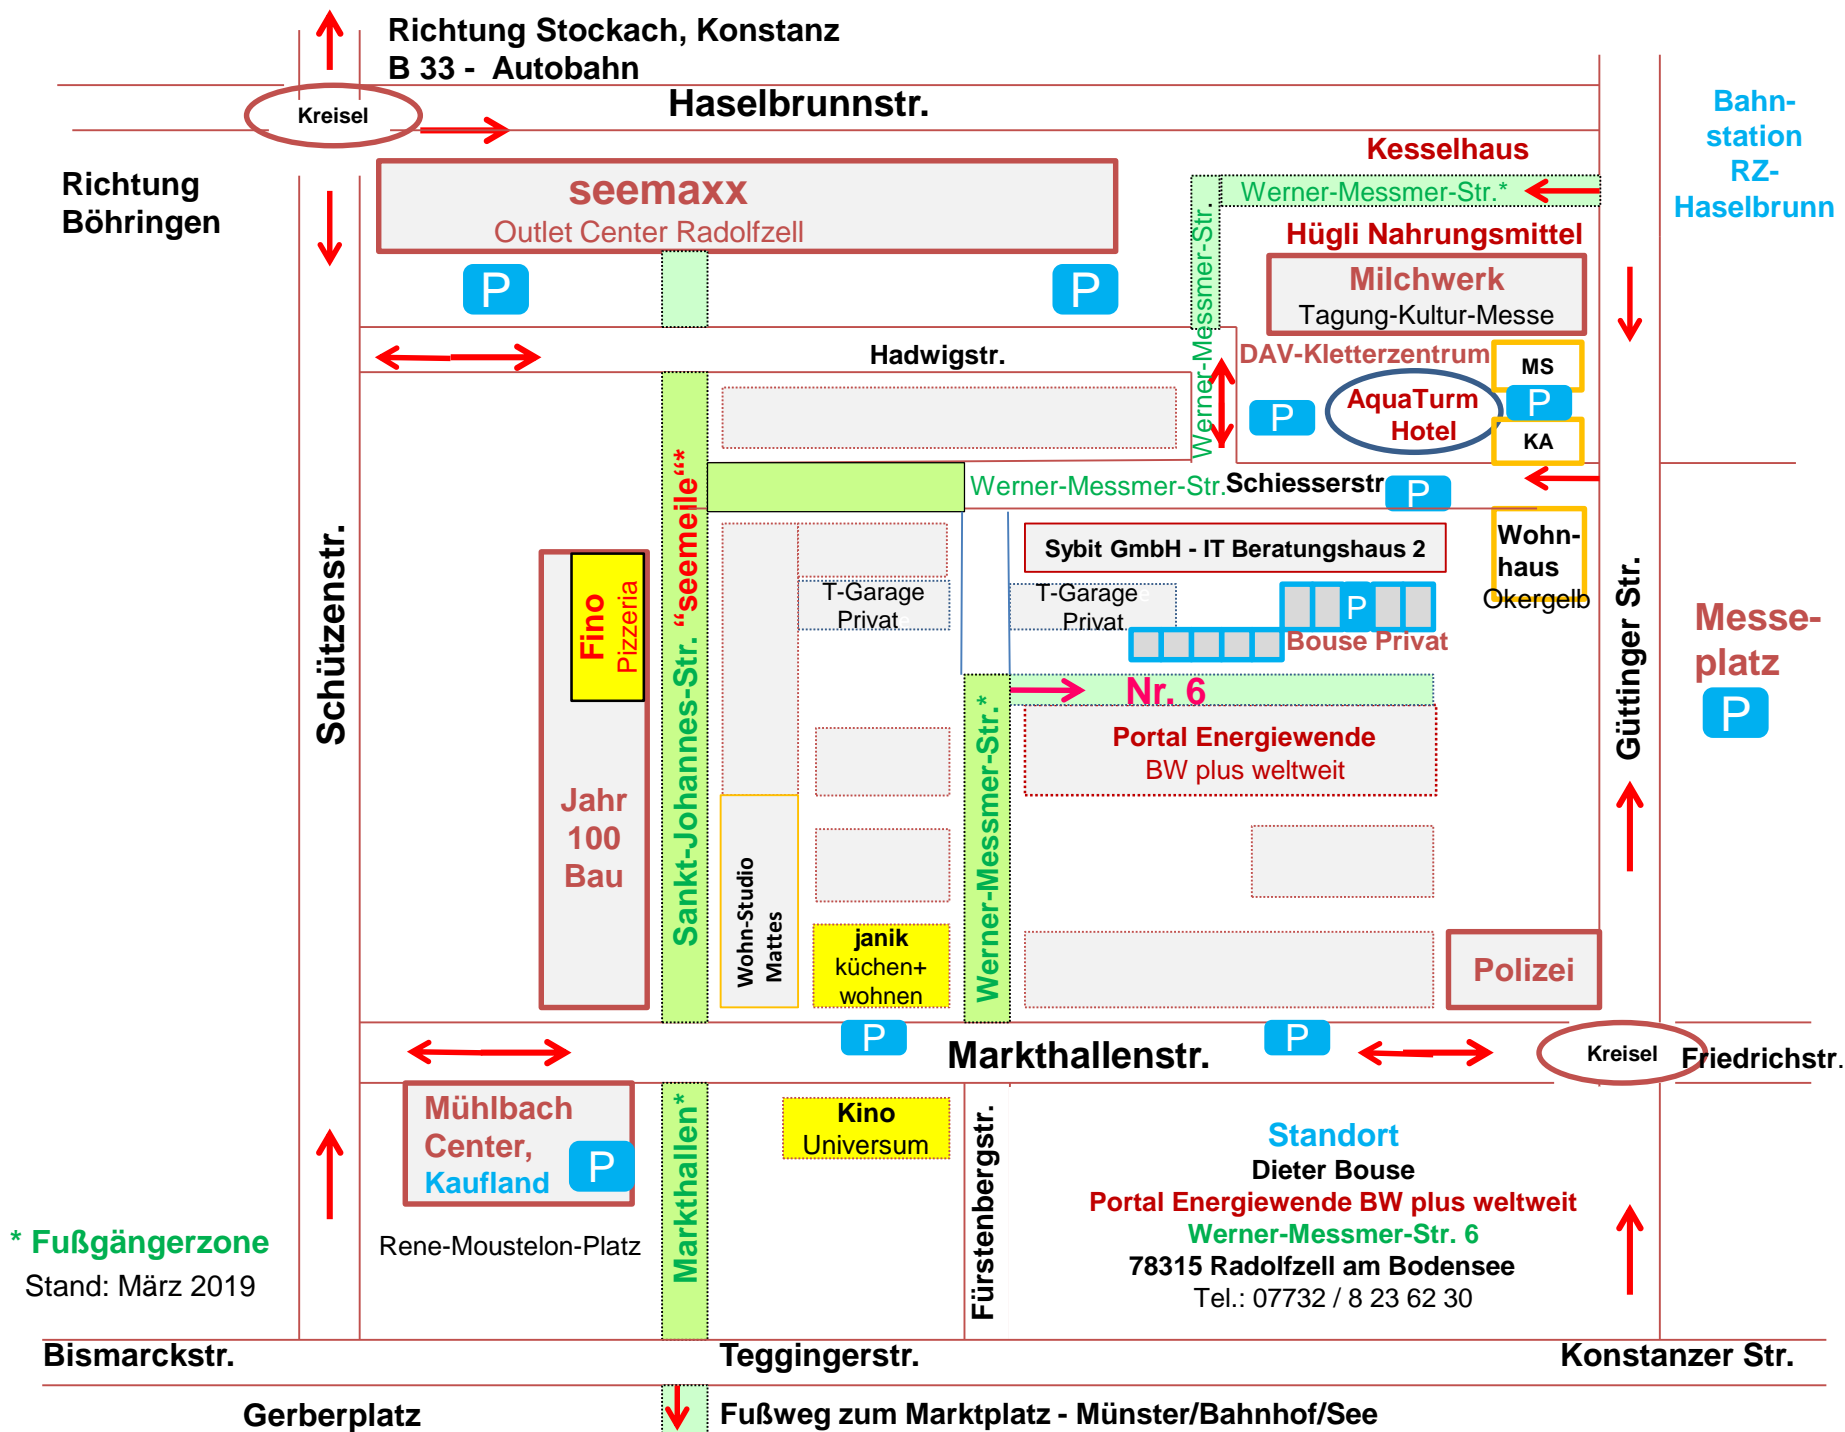 Richtung Stockach, Konstanz
B 33 - Autobahn
Kreisel
Haselbrunnstr.
Bahn-
station
RZ-
Haselbrunn
Richtung
Böhringen
seemaxx
Outlet Center Radolfzell
P
P
Kesselhaus
Werner-Messmer-Str.*
Werner-Messmer-Str.
Hügli Nahrungsmittel
Milchwerk
Tagung-Kultur-Messe
Hadwigstr.
Werner-Messmer-Str.
DAV-Kletterzentrum
MS
P
AquaTurm
Hotel
P
KA
Werner-Messmer-Str.
Schiesserstr
P
Schützenstr.
Sankt-Johannes-Str. "seemeile"*
Fino
Pizzeria
Jahr
100
Bau
T-Garage
Privat
Sybit GmbH - IT Beratungshaus 2
T-Garage
Privat
P
Bouse Privat
Wohn-
haus
Okergelb
Güttinger Str.
Messe-
platz
P
Nr. 6
Werner-Messmer-Str.*
Portal Energiewende
BW plus weltweit
Wohn-Studio
Mattes
janik
küchen+
wohnen
Polizei
P
P
Markthallenstr.
Kreisel
Friedrichstr.
Mühlbach
Center,
Kaufland
P
Markthallen*
Kino
Universum
Fürstenbergstr.
Rene-Moustelon-Platz
Standort
Dieter Bouse
Portal Energiewende BW plus weltweit
Werner-Messmer-Str. 6
78315 Radolfzell am Bodensee
Tel.: 07732 / 8 23 62 30
* Fußgängerzone
Stand: März 2019
Bismarckstr.
Teggingerstr.
Konstanzer Str.
Gerberplatz
Fußweg zum Marktplatz - Münster/Bahnhof/See